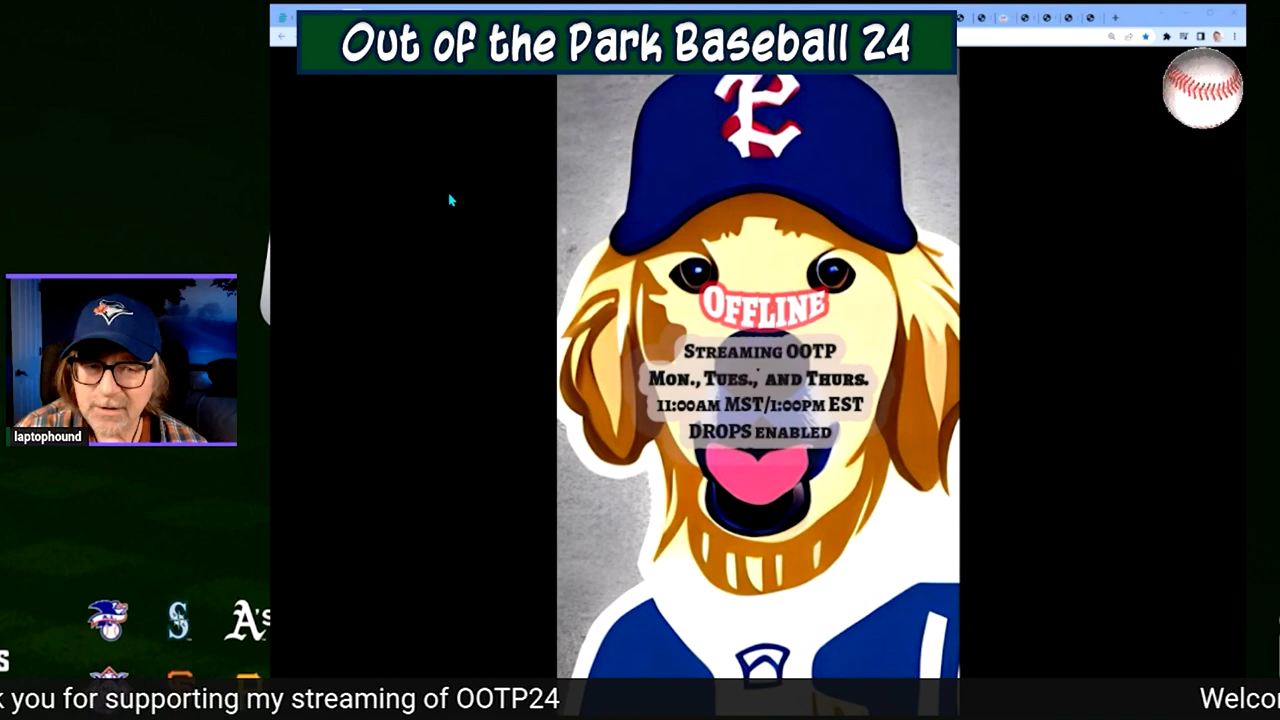 Out of the Park Baseball 24
OFFLINE
STREAMING OOTP
MON., TUES., AND THURS.
11:00AM MST/1:00PM EST
DROPS ENABLED
laptophound
S
A's
s
k you for supporting my streaming of OOTP24
Welco